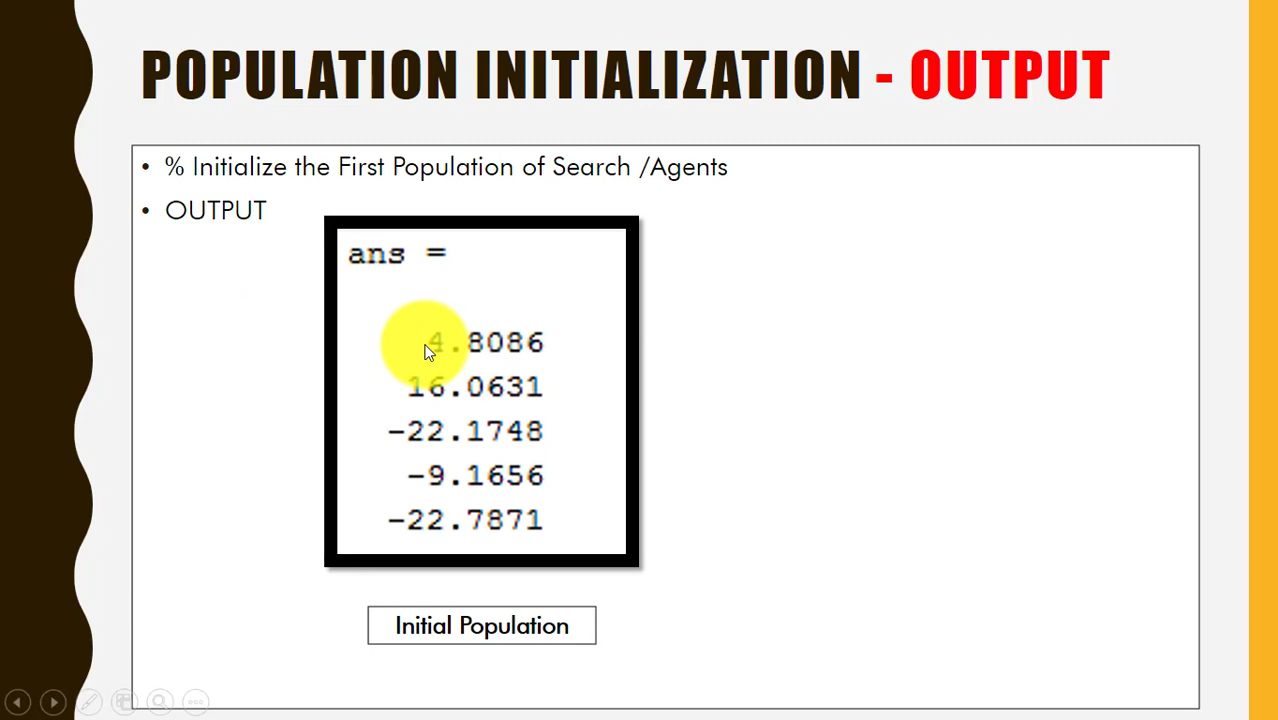 POPULATION INITIALIZATION - OUTPUT
• % Initialize the First Population of Search /Agents
• OUTPUT
ans =
4.8086
16.0631
-22.1748
-9.1656
-22.7871
Initial Population